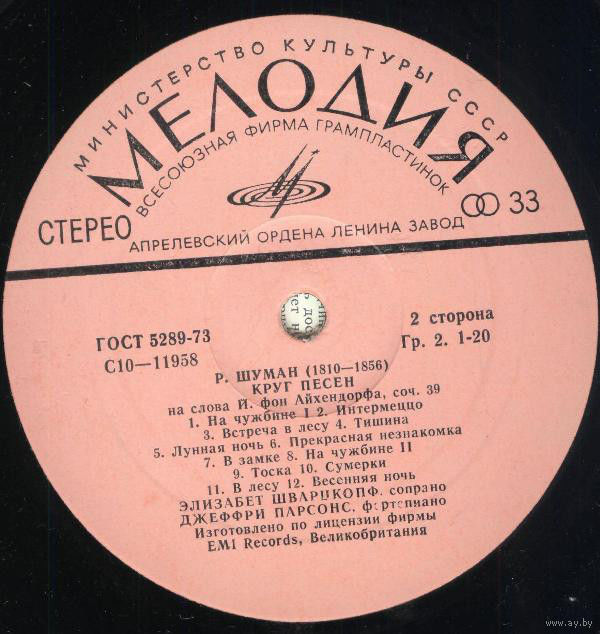 МИНИСТЕРСТВО КУЛЬТУРЫ СССР
МЕЛОДИЯ
ВСЕСОЮЗНАЯ ФИРМА ГРАМПЛАСТИНОК
СТЕРЕО
33
АПРЕЛЕВСКИЙ ОРДЕНА ЛЕНИНА ЗАВОД
ГОСТ 5289-73
С10—11958
2 сторона
Гр. 2. 1-20
Р. ШУМАН (1810—1856)
КРУГ ПЕСЕН
на слова Й. фон Айхендорфа, соч. 39
1. На чужбине I 2. Интермеццо
3. Встреча в лесу 4. Тишина
5. Лунная ночь 6. Прекрасная незнакомка
7. В замке 8. На чужбине II
9. Тоска 10. Сумерки
11. В лесу 12. Весенняя ночь
ЭЛИЗАБЕТ ШВАРЦКОПФ, сопрано
ДЖЕФФРИ ПАРСОНС, фортепиано
Изготовлено по лицензии фирмы
EMI Records, Великобритания
www.ay.by